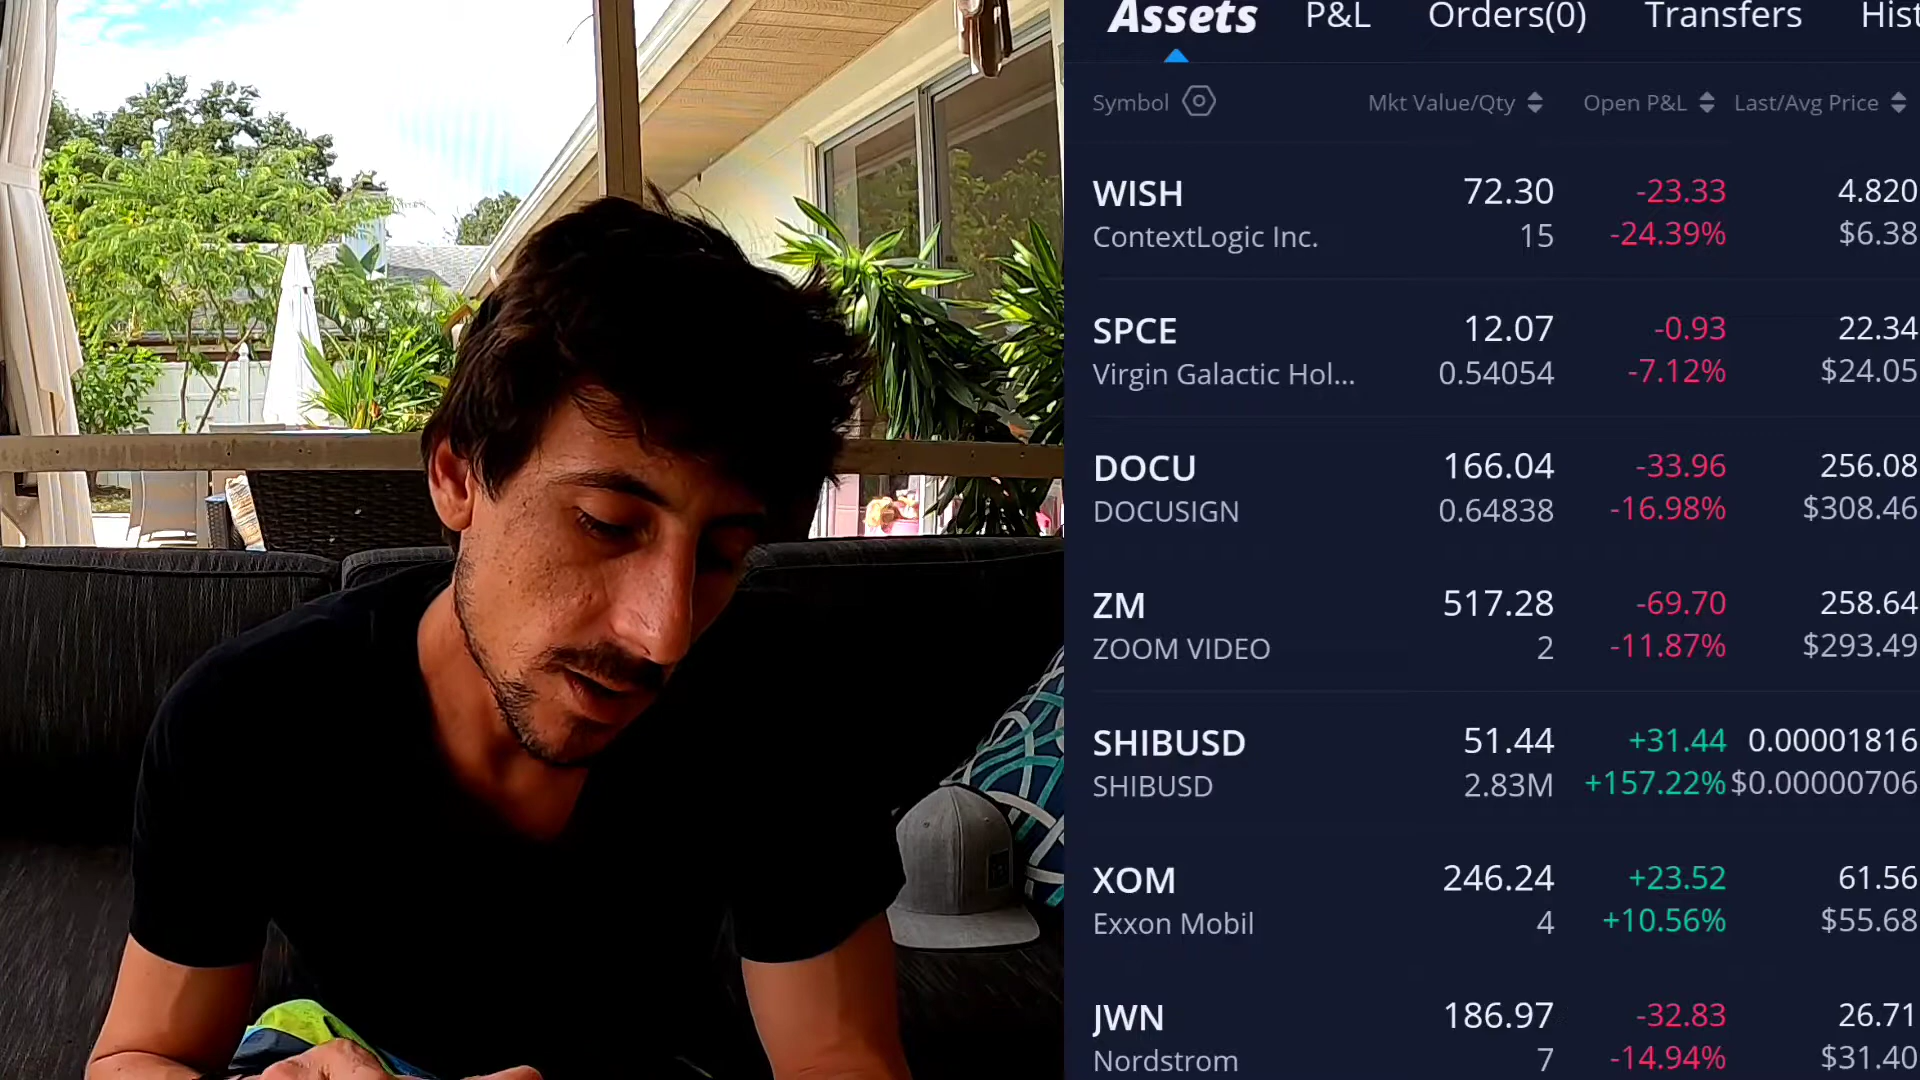 Assets P&L Orders(0) Transfers Hist
Symbol Mkt Value/Qty Open P&L Last/Avg Price
WISH 72.30 -23.33 4.820
ContextLogic Inc. 15 -24.39% $6.38
SPCE 12.07 -0.93 22.34
Virgin Galactic Hol... 0.54054 -7.12% $24.05
DOCU 166.04 -33.96 256.08
DOCUSIGN 0.64838 -16.98% $308.46
ZM 517.28 -69.70 258.64
ZOOM VIDEO 2 -11.87% $293.49
SHIBUSD 51.44 +31.44 0.00001816
SHIBUSD 2.83M +157.22% $0.00000706
XOM 246.24 +23.52 61.56
Exxon Mobil 4 +10.56% $55.68
JWN 186.97 -32.83 26.71
Nordstrom 7 -14.94% $31.40